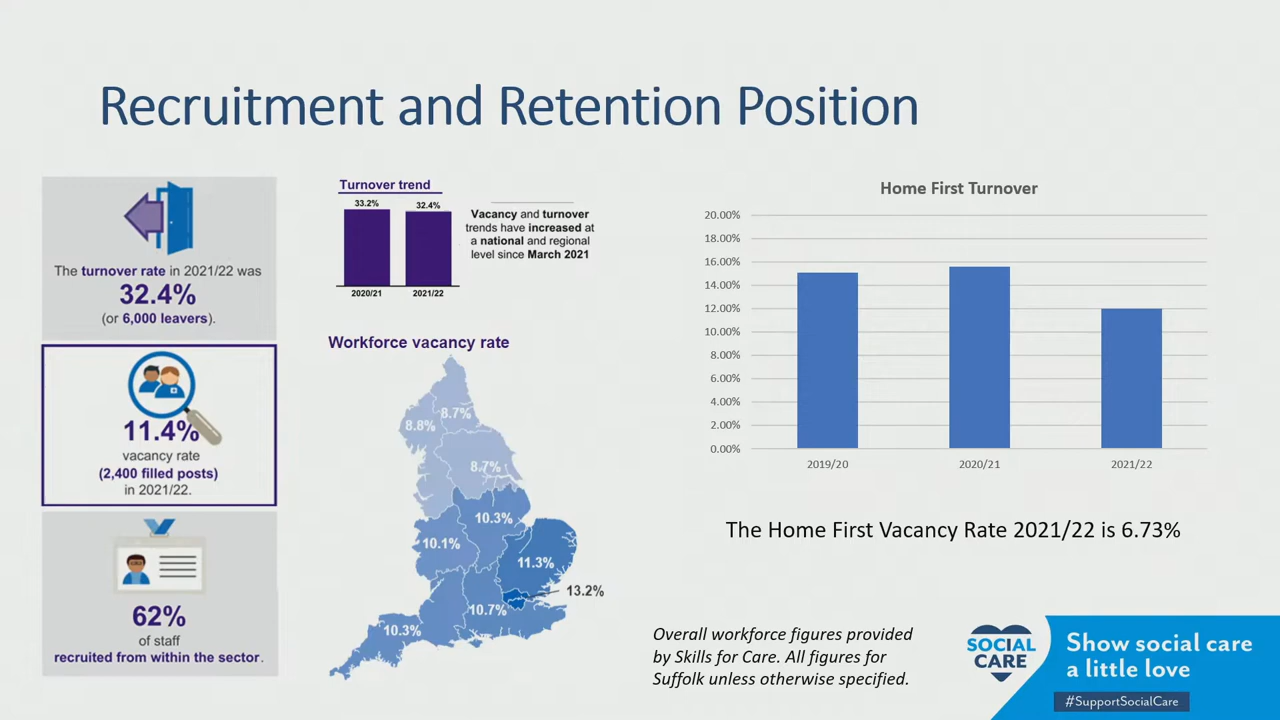 Recruitment and Retention Position
The turnover rate in 2021/22 was
32.4%
(or 6,000 leavers).
11.4%
vacancy rate
(2,400 filled posts)
in 2021/22.
62%
of staff
recruited from within the sector.
Turnover trend
33.2%
32.4%
2020/21
2021/22
Vacancy and turnover
trends have increased at
a national and regional
level since March 2021
Workforce vacancy rate
8.7%
8.8%
8.7%
10.3%
10.1%
11.3%
13.2%
10.7%
10.3%
Home First Turnover
20.00%
18.00%
16.00%
14.00%
12.00%
10.00%
8.00%
6.00%
4.00%
2.00%
0.00%
2019/20
2020/21
2021/22
The Home First Vacancy Rate 2021/22 is 6.73%
Overall workforce figures provided
by Skills for Care. All figures for
Suffolk unless otherwise specified.
SOCIAL
CARE
Show social care
a little love
#SupportSocialCare